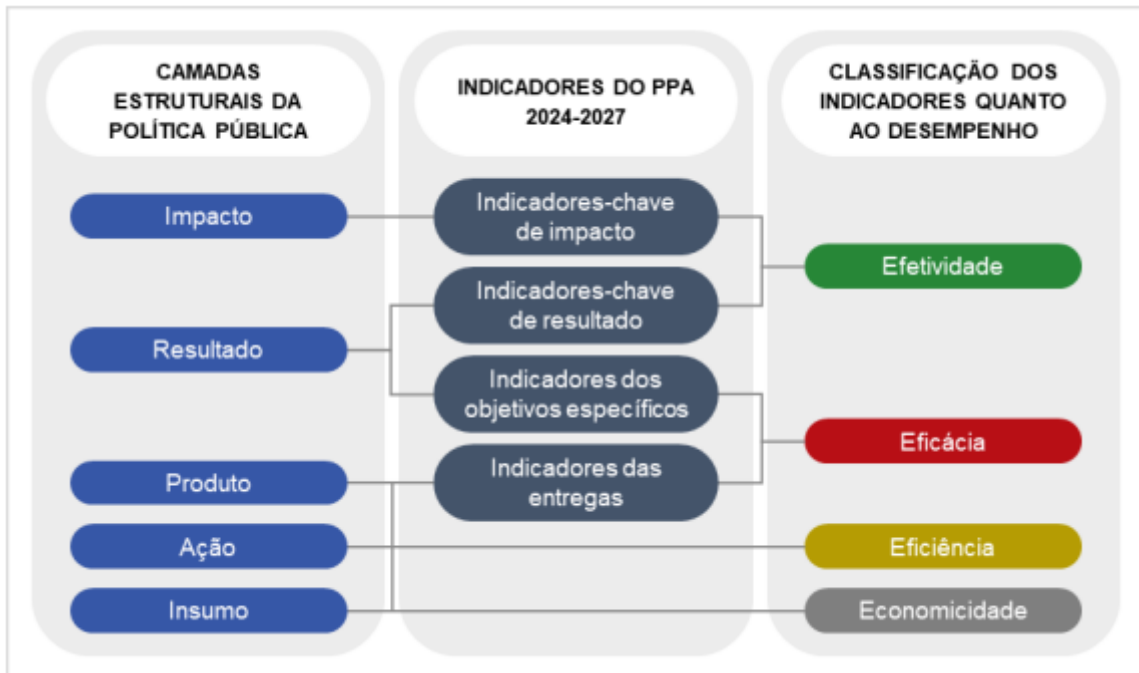 CAMADAS
ESTRUTURAIS DA
POLÍTICA PÚBLICA
Impacto
Resultado
Produto
Ação
Insumo
INDICADORES DO PPA
2024-2027
Indicadores-chave
de impacto
Indicadores-chave
de resultado
Indicadores dos
objetivos específicos
Indicadores das
entregas
CLASSIFICAÇÃO DOS
INDICADORES QUANTO
AO DESEMPENHO
Efetividade
Eficácia
Eficiência
Economicidade